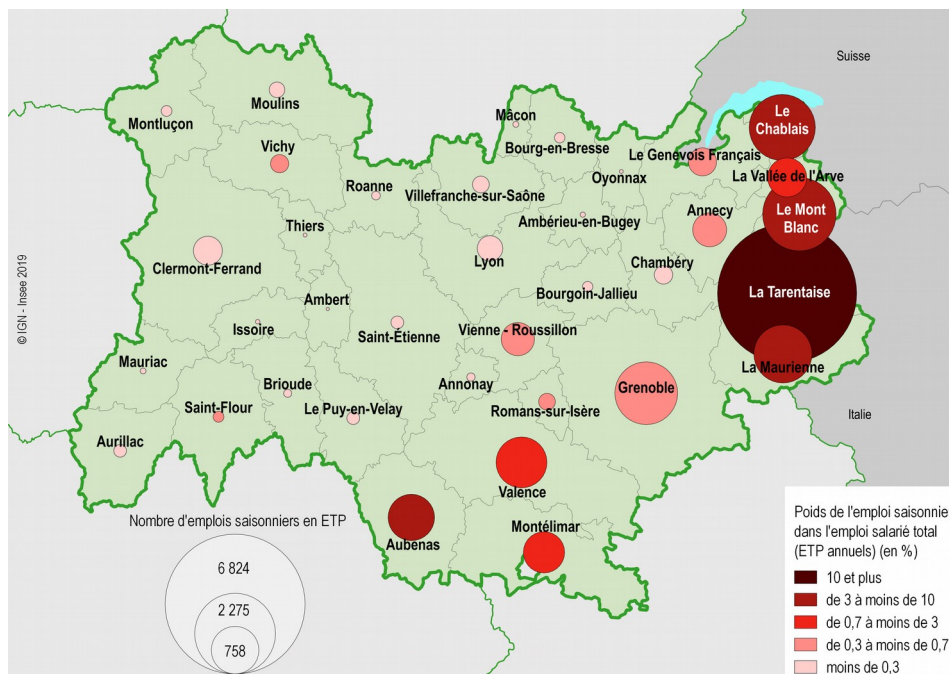 Suisse
Le
Chablais
Moulins
Montluçon
Mâcon
Bourg-en-Bresse
Le Genevois Français
Vichy
Oyonnax
La Vallée de l'Arve
Roanne
Villefranche-sur-Saône
Annecy
Le Mont
Blanc
Ambérieu-en-Bugey
Thiers
Lyon
Chambéry
Clermont-Ferrand
Bourgoin-Jallieu
La Tarentaise
Ambert
© IGN - Insee 2019
Issoire
Saint-Étienne
Vienne - Roussillon
Mauriac
La Maurienne
Brioude
Annonay
Grenoble
Saint-Flour
Le Puy-en-Velay
Romans-sur-Isère
Italie
Aurillac
Valence
Nombre d'emplois saisonniers en ETP
Aubenas
Montélimar
6 824
2 275
758
Poids de l'emploi saisonnie
dans l'emploi salarié total
(ETP annuels) (en %)
10 et plus
de 3 à moins de 10
de 0,7 à moins de 3
de 0,3 à moins de 0,7
moins de 0,3